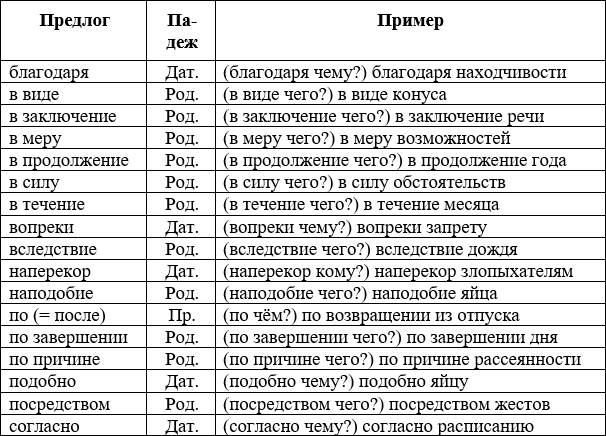 Предлог Па- Пример
деж
благодаря Дат. (благодаря чему?) благодаря находчивости
в виде Род. (в виде чего?) в виде конуса
в заключение Род. (в заключение чего?) в заключение речи
в меру Род. (в меру чего?) в меру возможностей
в продолжение Род. (в продолжение чего?) в продолжение года
в силу Род. (в силу чего?) в силу обстоятельств
в течение Род. (в течение чего?) в течение месяца
вопреки Дат. (вопреки чему?) вопреки запрету
вследствие Род. (вследствие чего?) вследствие дождя
наперекор Дат. (наперекор кому?) наперекор злопыхателям
наподобие Род. (наподобие чего?) наподобие яйца
по (= после) Пр. (по чём?) по возвращении из отпуска
по завершении Род. (по завершении чего?) по завершении дня
по причине Род. (по причине чего?) по причине рассеянности
подобно Дат. (подобно чему?) подобно яйцу
посредством Род. (посредством чего?) посредством жестов
согласно Дат. (согласно чему?) согласно расписанию